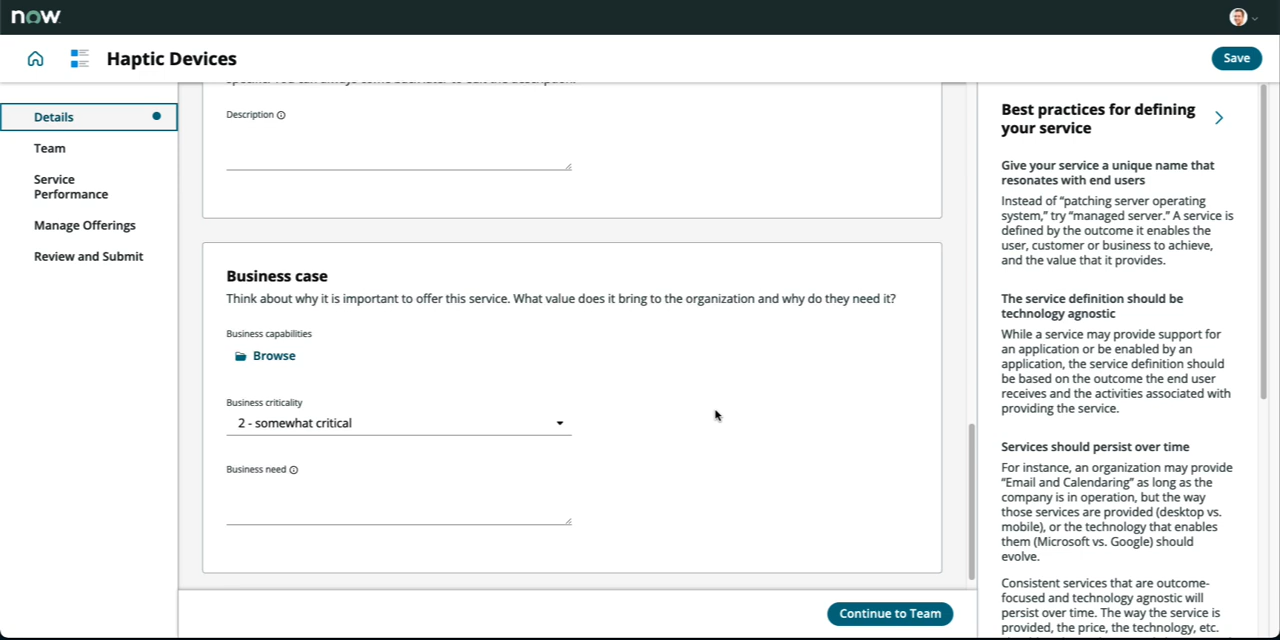 now
Haptic Devices
Save
Details
Team
Service
Performance
Manage Offerings
Review and Submit
Description
Business case
Think about why it is important to offer this service. What value does it bring to the organization and why do they need it?
Business capabilities
Browse
Business criticality
2 - somewhat critical
Business need
Continue to Team
Best practices for defining
your service
Give your service a unique name that
resonates with end users
Instead of “patching server operating
system,” try “managed server.” A service is
defined by the outcome it enables the
user, customer or business to achieve,
and the value that it provides.
The service definition should be
technology agnostic
While a service may provide support for
an application or be enabled by an
application, the service definition should
be based on the outcome the end user
receives and the activities associated with
providing the service.
Services should persist over time
For instance, an organization may provide
“Email and Calendaring” as long as the
company is in operation, but the way
those services are provided (desktop vs.
mobile), or the technology that enables
them (Microsoft vs. Google) should
evolve.
Consistent services that are outcome-
focused and technology agnostic will
persist over time. The way the service is
provided, the price, the technology, etc.